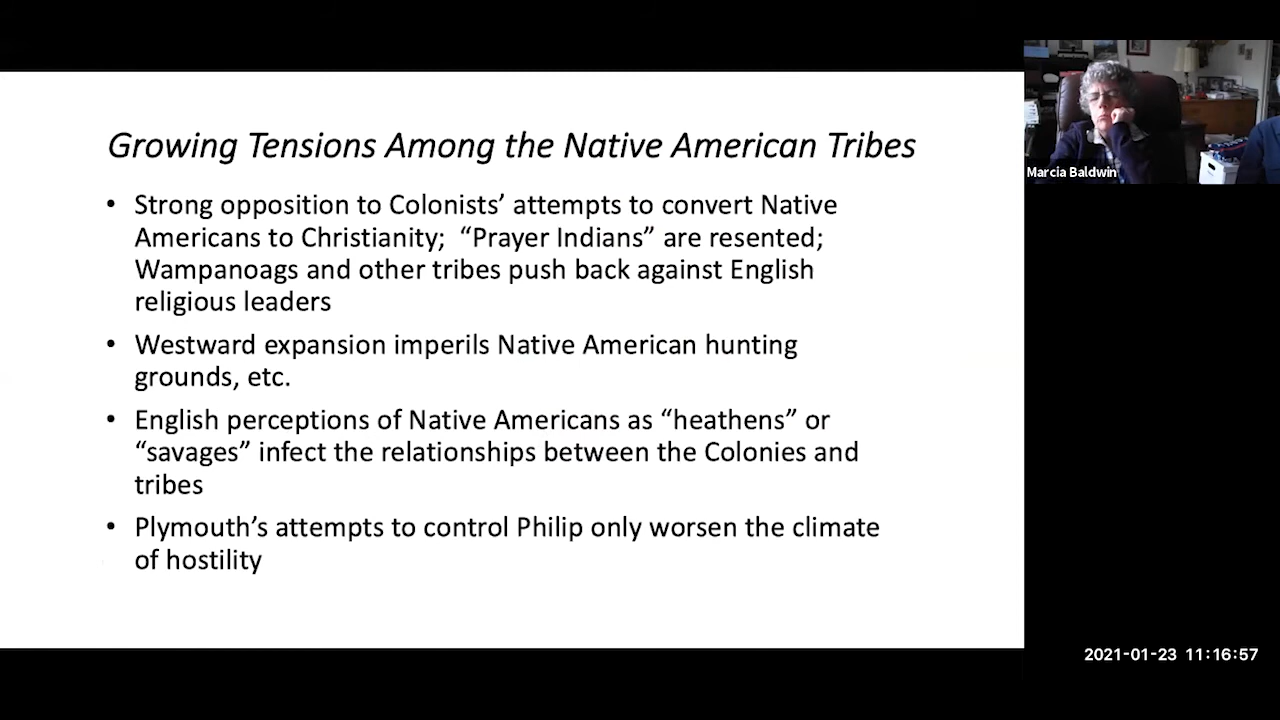 Growing Tensions Among the Native American Tribes
• Strong opposition to Colonists’ attempts to convert Native
Americans to Christianity;  “Prayer Indians” are resented;
Wampanoags and other tribes push back against English
religious leaders
• Westward expansion imperils Native American hunting
grounds, etc.
• English perceptions of Native Americans as “heathens” or
“savages” infect the relationships between the Colonies and
tribes
• Plymouth’s attempts to control Philip only worsen the climate
of hostility
Marcia Baldwin
2021-01-23 11:16:57